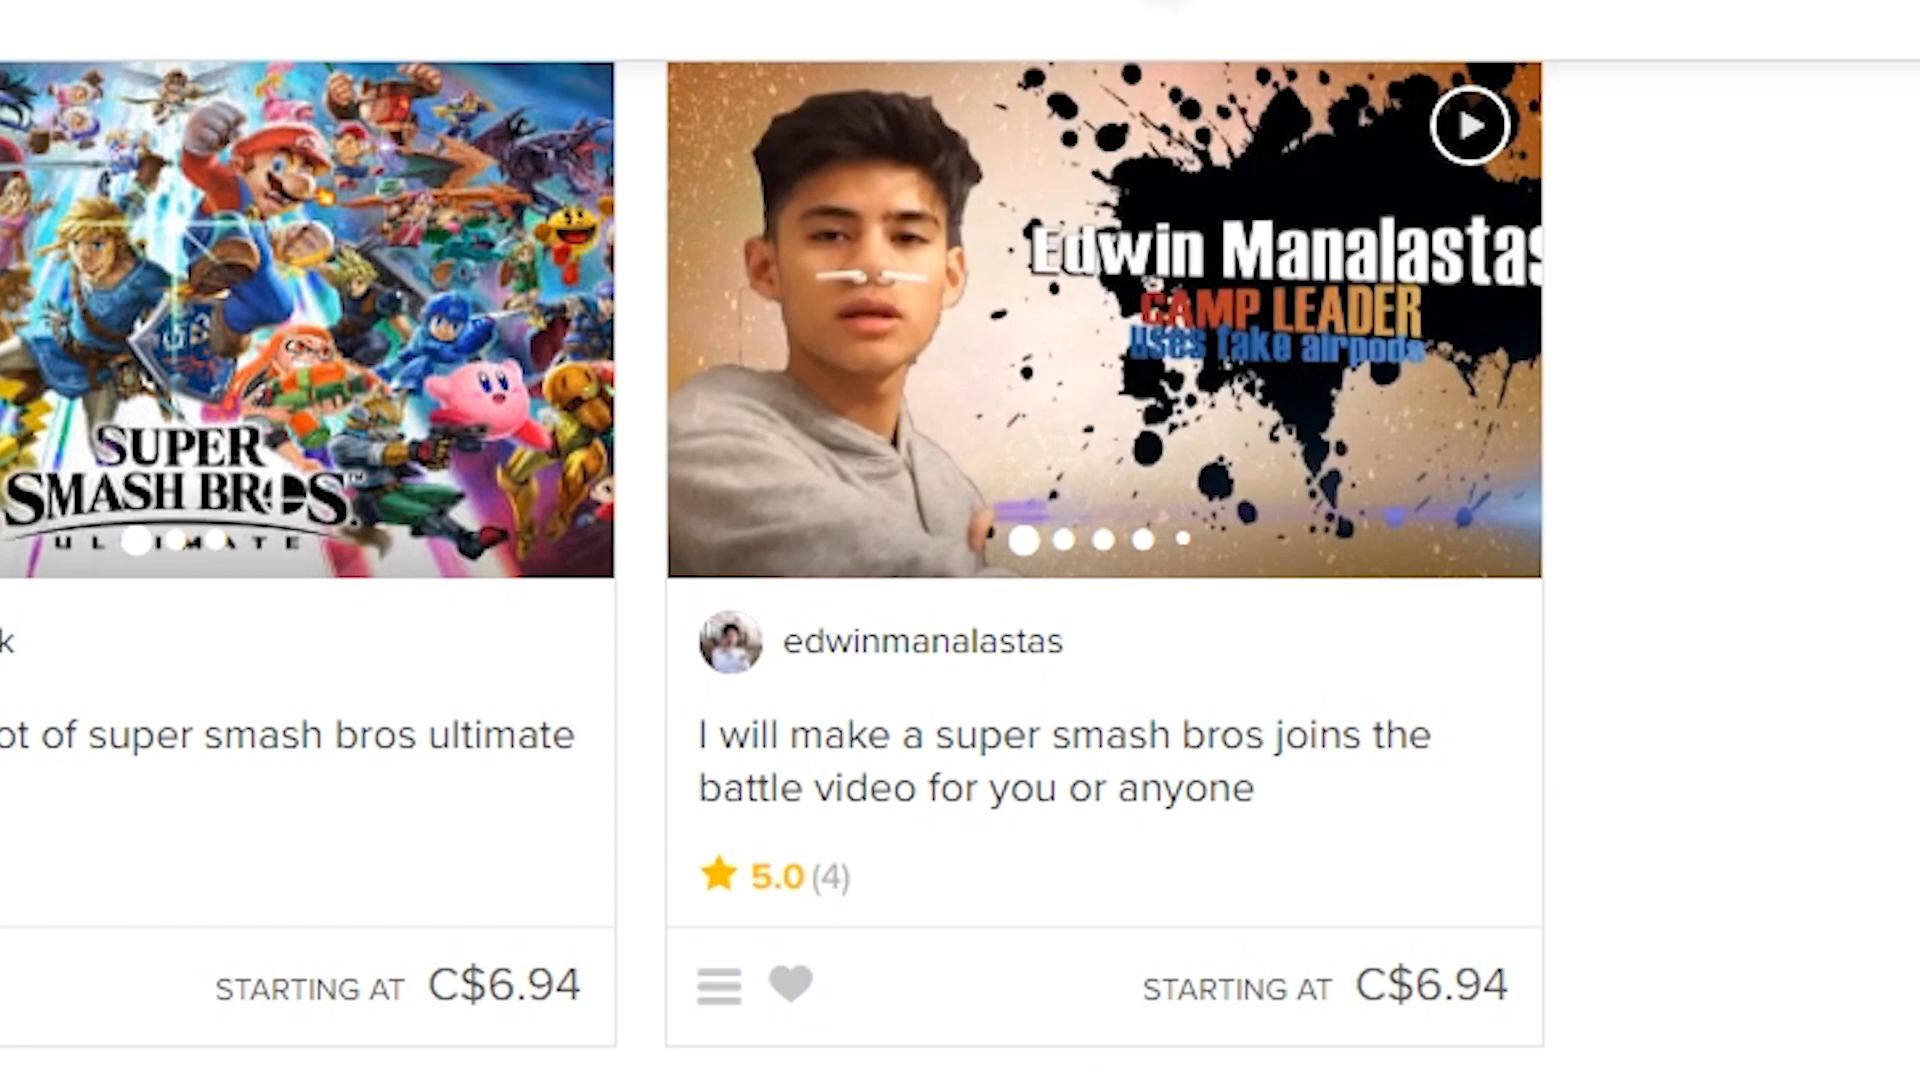 SUPER
SMASH BROS.™
ULTIMATE
k
ot of super smash bros ultimate
STARTING AT C$6.94
Edwin Manalastas
CAMP LEADER
uses fake airpods
edwinmanalastas
I will make a super smash bros joins the
battle video for you or anyone
5.0 (4)
STARTING AT C$6.94